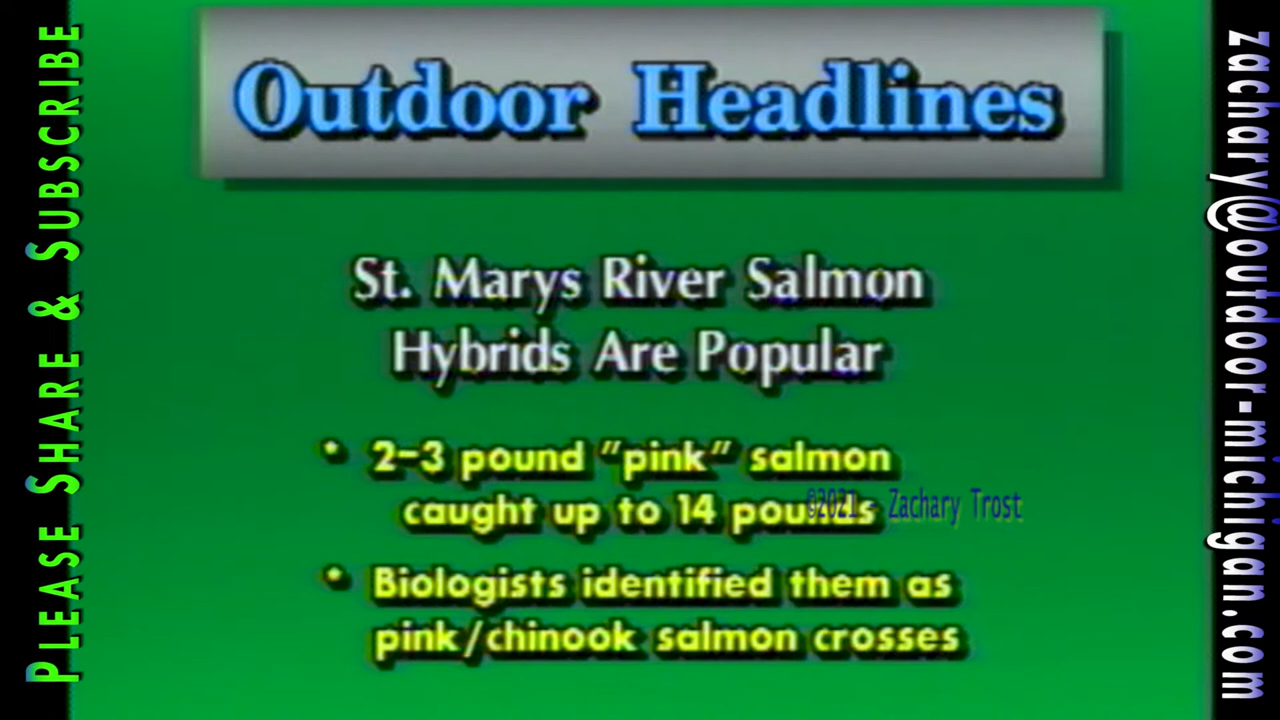 PLEASE SHARE & SUBSCRIBE
Outdoor Headlines
St. Marys River Salmon
Hybrids Are Popular
• 2-3 pound "pink" salmon
caught up to 14 pounds
©2021 - Zachary Trost
• Biologists identified them as
pink/chinook salmon crosses
zachary@outdoor-michigan.com